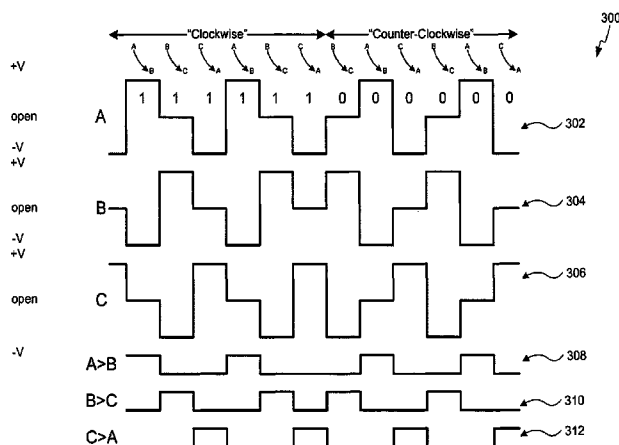 "Clockwise" "Counter-Clockwise"
300
A B C A B C B A C B A C
B C A B C A C B A C B A
+V
1 1 1 1 1 1 0 0 0 0 0 0
open A 302
-V
+V
open B 304
-V
+V
306
open C
-V
A>B 308
B>C 310
C>A 312